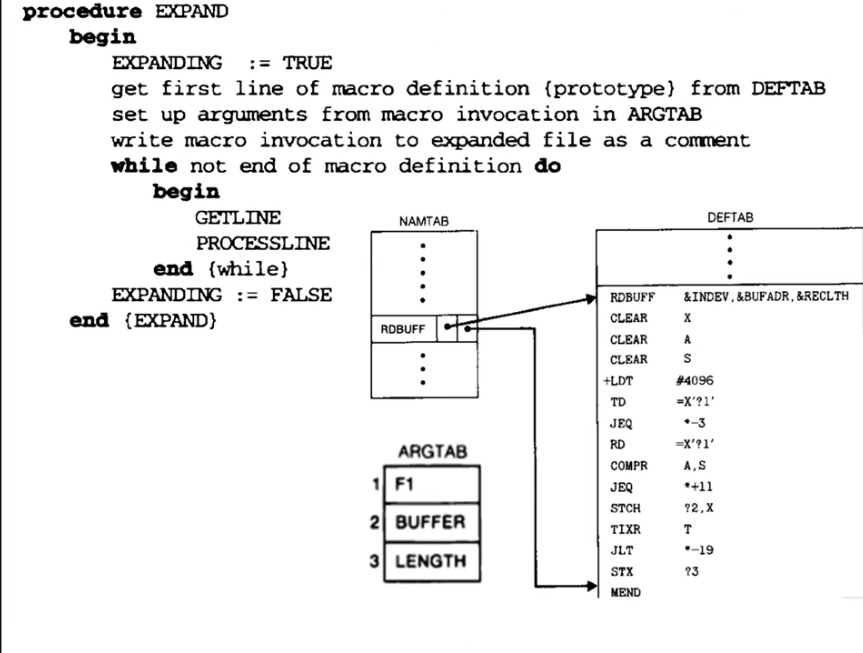 procedure EXPAND
begin
EXPANDING := TRUE
get first line of macro definition {prototype} from DEFTAB
set up arguments from macro invocation in ARGTAB
write macro invocation to expanded file as a comment
while not end of macro definition do
begin
GETLINE
PROCESSLINE
end {while}
EXPANDING := FALSE
end {EXPAND}
NAMTAB
RDBUFF
ARGTAB
1 F1
2 BUFFER
3 LENGTH
DEFTAB
RDBUFF &INDEV,&BUFADR,&RECLTH
CLEAR X
CLEAR A
CLEAR S
+LDT #4096
TD =X'?1'
JEQ *-3
RD =X'?1'
COMPR A,S
JEQ *+11
STCH ?2,X
TIXR T
JLT *-19
STX ?3
MEND